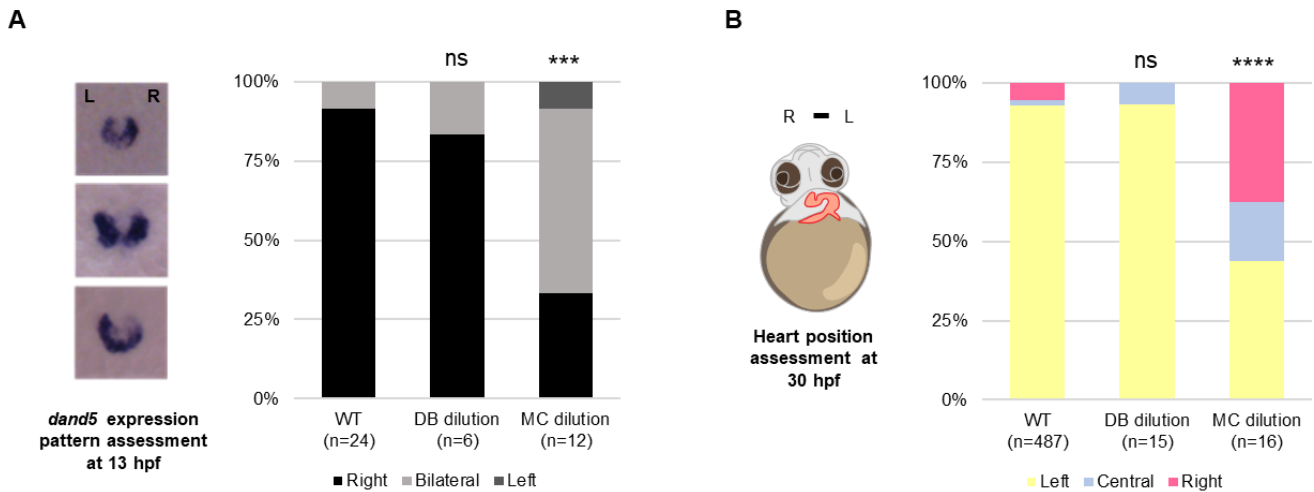 A
L R
dand5 expression
pattern assessment
at 13 hpf
ns
***
100%
75%
50%
25%
0%
WT
(n=24)
DB dilution
(n=6)
MC dilution
(n=12)
Right Bilateral Left
B
R L
Heart position
assessment at
30 hpf
ns
****
100%
75%
50%
25%
0%
WT
(n=487)
DB dilution
(n=15)
MC dilution
(n=16)
Left Central Right